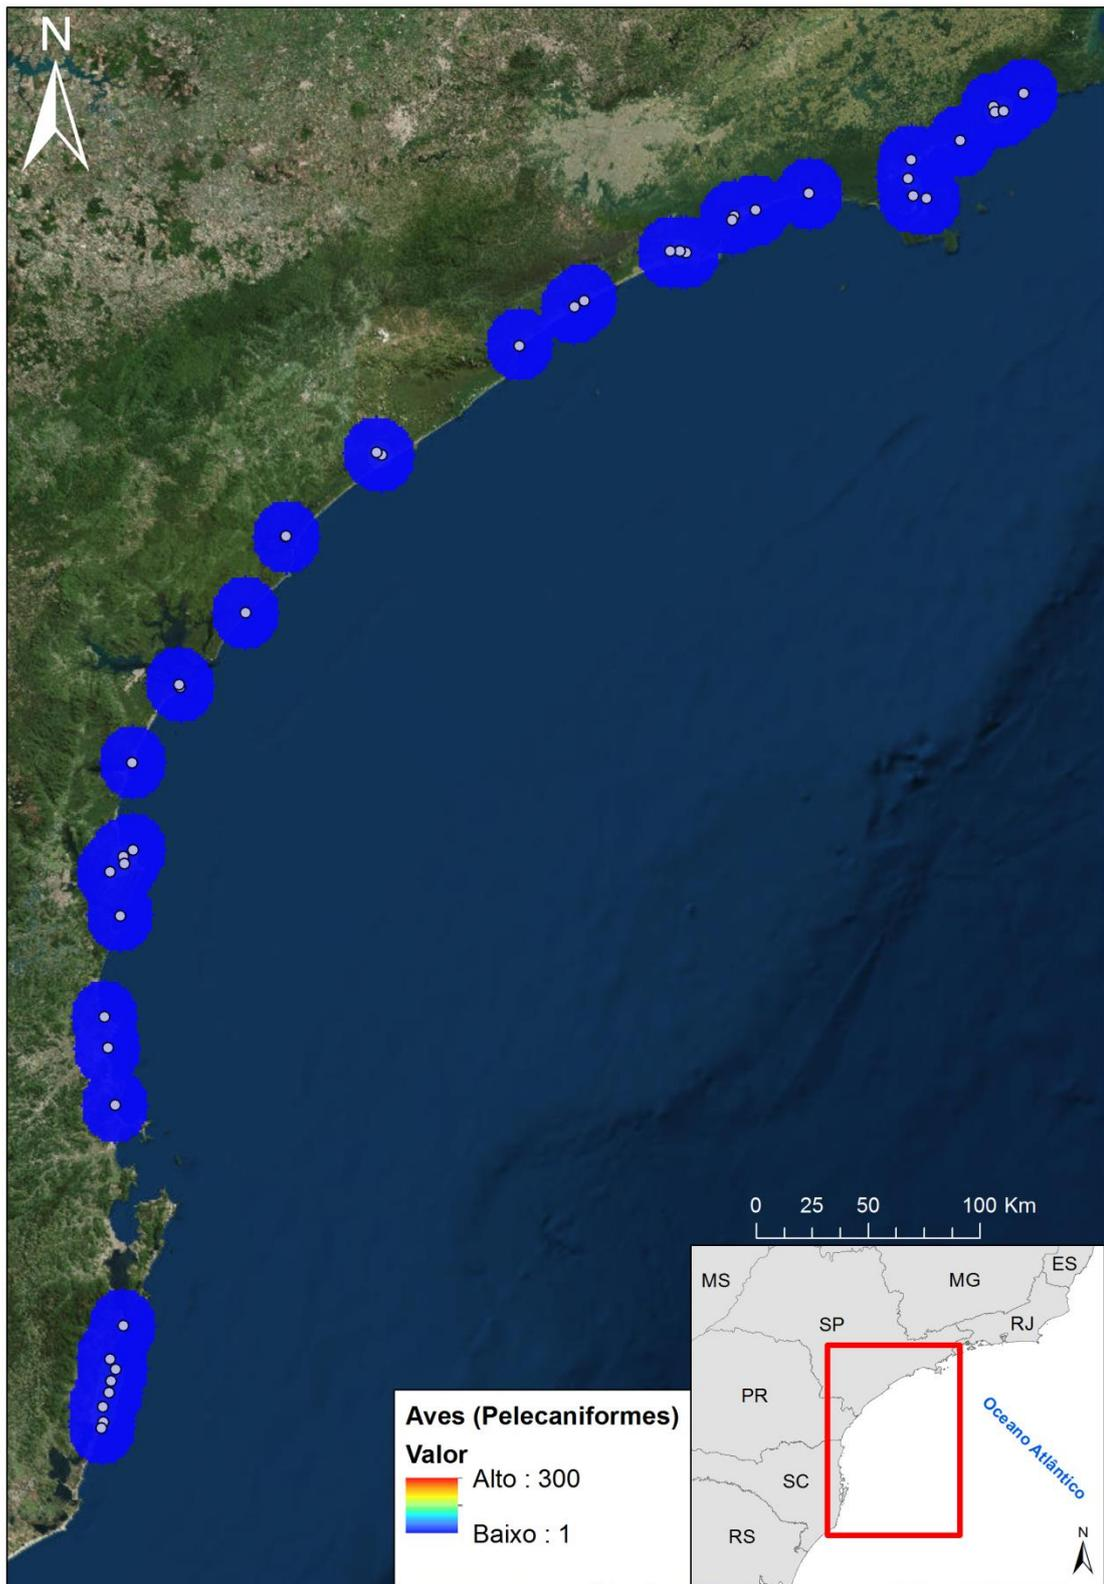 N
0 25 50 100 Km
Aves (Pelecaniformes)
Valor
Alto : 300
Baixo : 1
MS
MG
ES
SP
RJ
PR
Oceano Atlântico
SC
RS
N